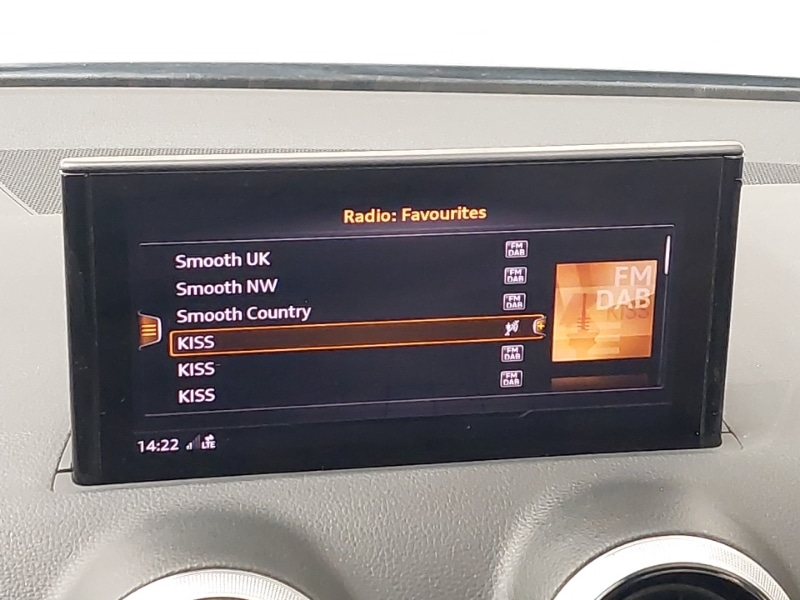 Radio: Favourites
Smooth UK FM DAB
Smooth NW FM DAB
Smooth Country FM DAB
KISS
KISS FM DAB
KISS FM DAB
FM
DAB
KISS
14:22 LTE